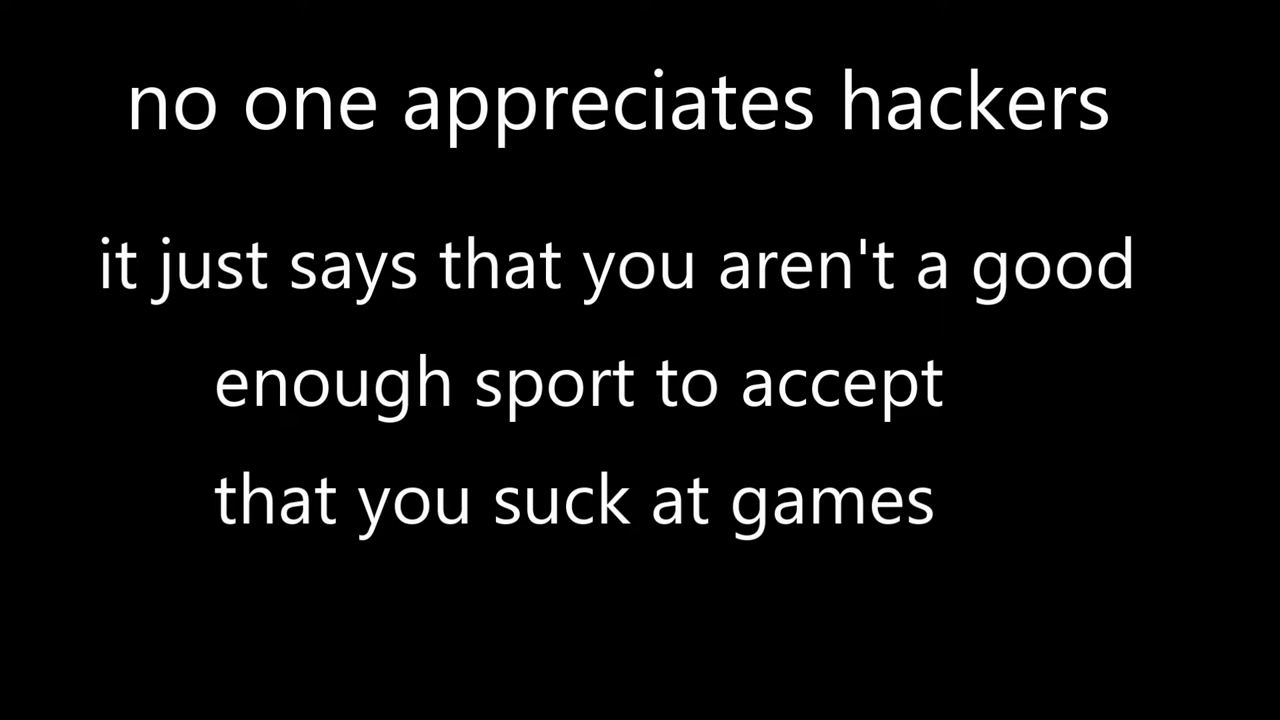 no one appreciates hackers
it just says that you aren't a good
enough sport to accept
that you suck at games